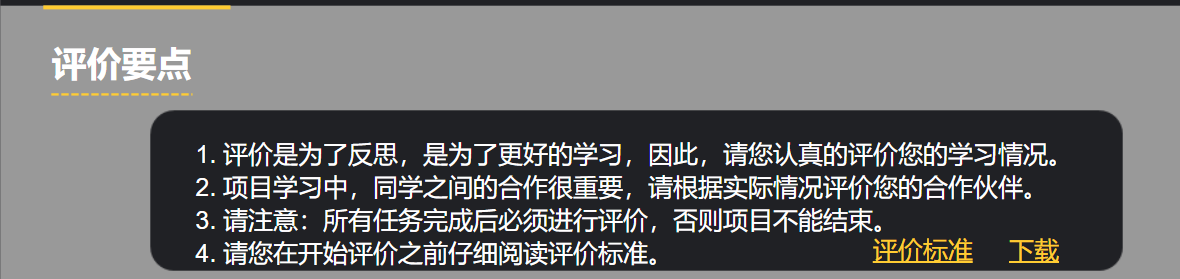 评价要点
1. 评价是为了反思，是为了更好的学习，因此，请您认真的评价您的学习情况。
2. 项目学习中，同学之间的合作很重要，请根据实际情况评价您的合作伙伴。
3. 请注意：所有任务完成后必须进行评价，否则项目不能结束。
4. 请您在开始评价之前仔细阅读评价标准。
评价标准 下载